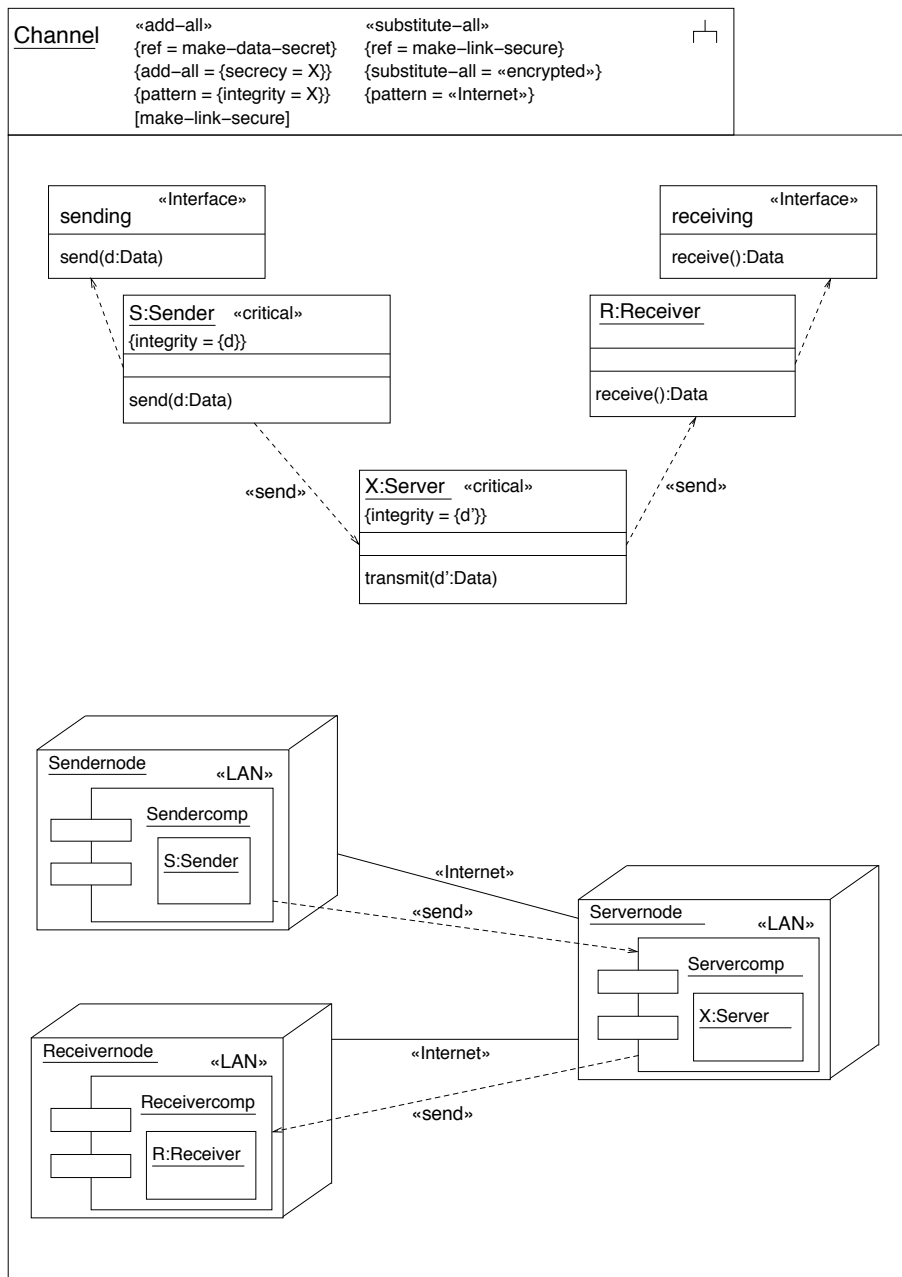 Channel
«add–all»
{ref = make–data–secret}
{add–all = {secrecy = X}}
{pattern = {integrity = X}}
[make–link–secure]
«substitute–all»
{ref = make–link–secure}
{substitute–all = «encrypted»}
{pattern = «Internet»}
«Interface»
sending
send(d:Data)
«Interface»
receiving
receive():Data
S:Sender «critical»
{integrity = {d}}
send(d:Data)
R:Receiver
receive():Data
«send»
«send»
X:Server «critical»
{integrity = {d’}}
transmit(d’:Data)
Sendernode
«LAN»
Sendercomp
S:Sender
«Internet»
«send»
Servernode
«LAN»
Servercomp
X:Server
Receivernode
«LAN»
Receivercomp
R:Receiver
«Internet»
«send»